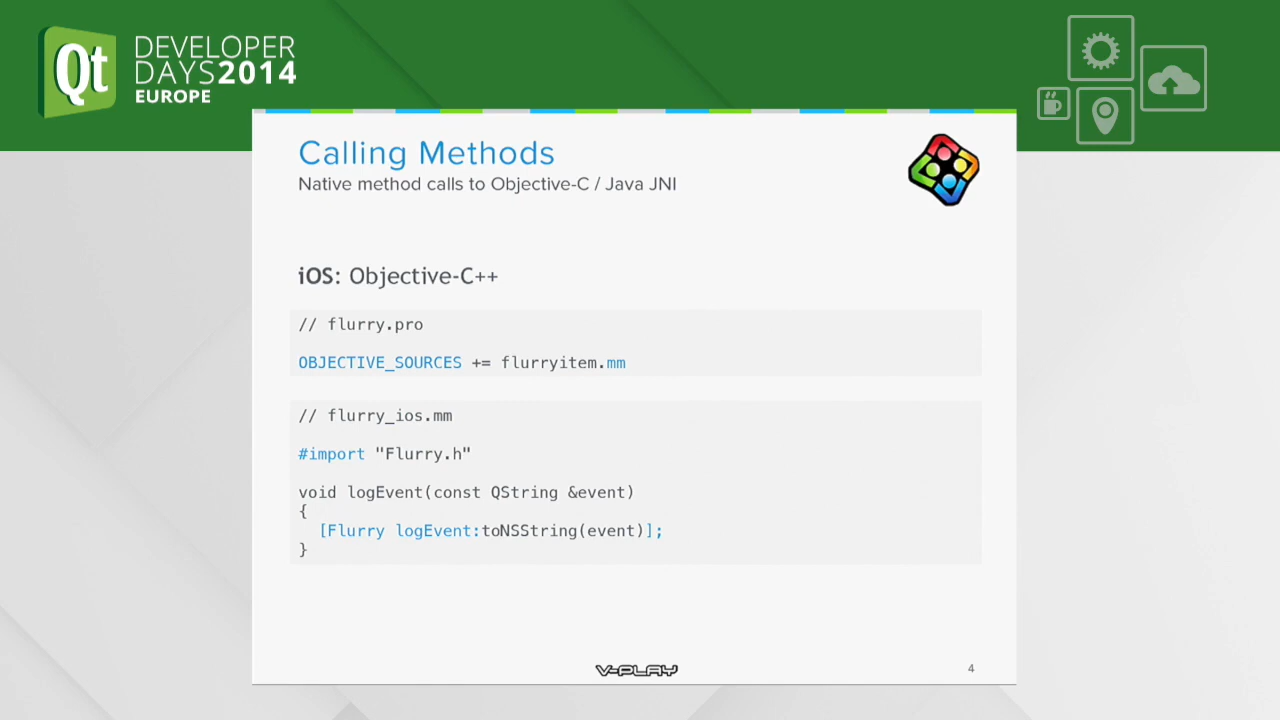 Qt DEVELOPER
DAYS2014
EUROPE
Calling Methods
Native method calls to Objective-C / Java JNI
iOS: Objective-C++
// flurry.pro
OBJECTIVE_SOURCES += flurryitem.mm
// flurry_ios.mm
#import "Flurry.h"
void logEvent(const QString &event)
{
[Flurry logEvent:toNSString(event)];
}
V-PLAY
4